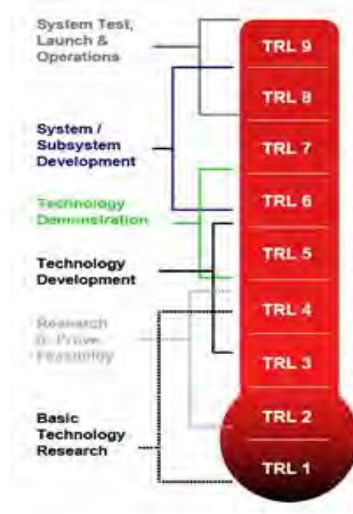 System Test,
Launch &
Operations
System /
Subsystem
Development
Technology
Demonstration
Technology
Development
Research
to Prove
Feasibility
Basic
Technology
Research
TRL 9
TRL 8
TRL 7
TRL 6
TRL 5
TRL 4
TRL 3
TRL 2
TRL 1